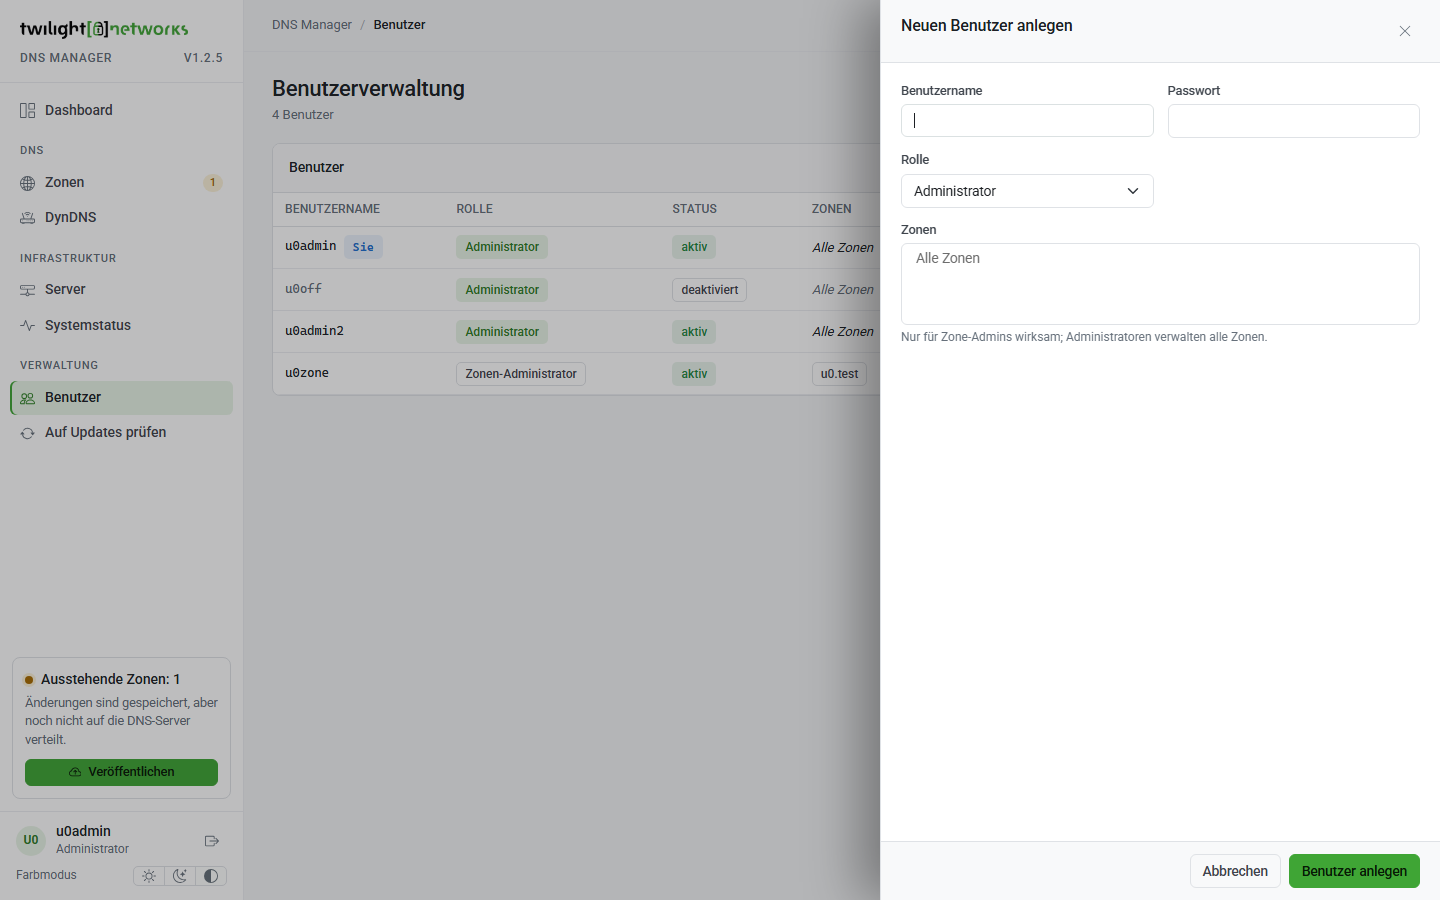 twilight[]networks
DNS MANAGER V1.2.5
Dashboard
DNS
Zonen 1
DynDNS
INFRASTRUKTUR
Server
Systemstatus
VERWALTUNG
Benutzer
Auf Updates prüfen
Ausstehende Zonen: 1
Änderungen sind gespeichert, aber
noch nicht auf die DNS-Server
verteilt.
Veröffentlichen
U0 u0admin
Administrator
Farbmodus
DNS Manager / Benutzer
Benutzerverwaltung
4 Benutzer
Benutzer
BENUTZERNAME ROLLE STATUS ZONEN
u0admin Sie Administrator aktiv Alle Zonen
u0off Administrator deaktiviert Alle Zonen
u0admin2 Administrator aktiv Alle Zonen
u0zone Zonen-Administrator aktiv u0.test
Neuen Benutzer anlegen
Benutzername Passwort
Rolle
Administrator
Zonen
Alle Zonen
Nur für Zone-Admins wirksam; Administratoren verwalten alle Zonen.
Abbrechen Benutzer anlegen